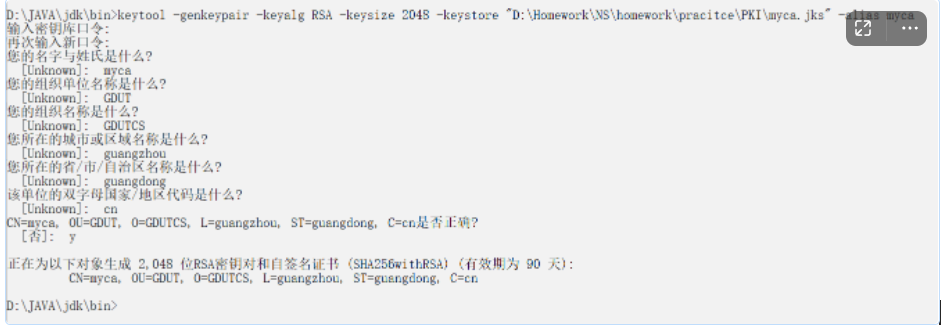 D:\JAVA\jdk\bin>keytool -genkeypair -keyalg RSA -keysize 2048 -keystore "D:\Homework\NS\homework\pracitce\PKI\myca.jks" -alias myca
输入密钥库口令:
再次输入新口令:
您的名字与姓氏是什么?
[Unknown]: myca
您的组织单位名称是什么?
[Unknown]: GDUT
您的组织名称是什么?
[Unknown]: GDUTCS
您所在的城市或区域名称是什么?
[Unknown]: guangzhou
您所在的省/市/自治区名称是什么?
[Unknown]: guangdong
该单位的双字母国家/地区代码是什么?
[Unknown]: cn
CN=myca, OU=GDUT, O=GDUTCS, L=guangzhou, ST=guangdong, C=cn是否正确?
[否]: y
正在为以下对象生成 2,048 位RSA密钥对和自签名证书 (SHA256withRSA) (有效期为 90 天):
CN=myca, OU=GDUT, O=GDUTCS, L=guangzhou, ST=guangdong, C=cn
D:\JAVA\jdk\bin>